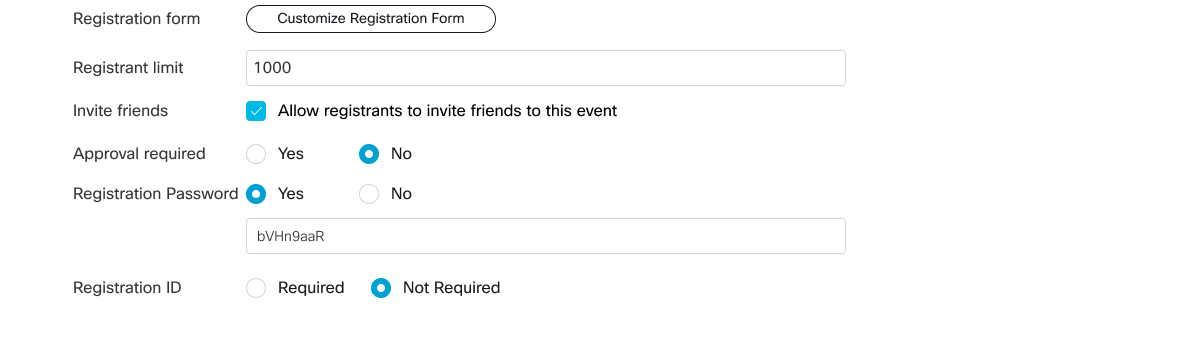 Registration form Customize Registration Form
Registrant limit 1000
Invite friends Allow registrants to invite friends to this event
Approval required Yes No
Registration Password Yes No
bVHn9aaR
Registration ID Required Not Required